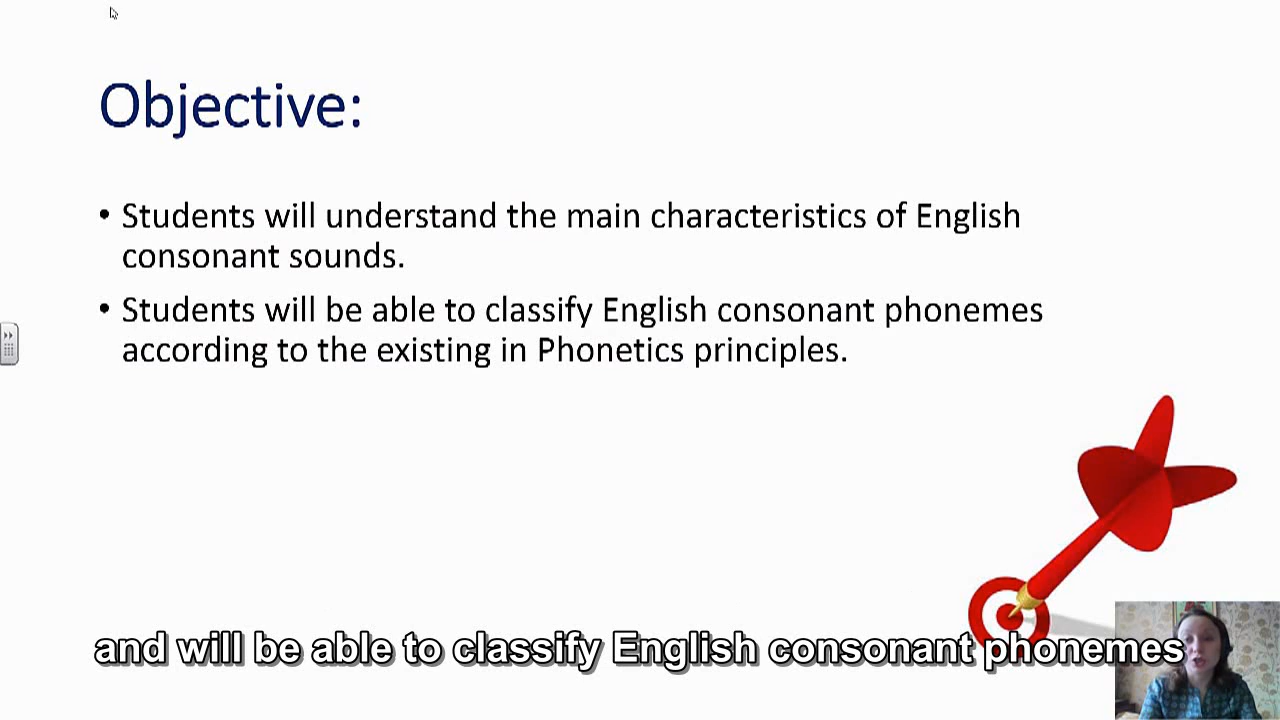 Objective:
• Students will understand the main characteristics of English
consonant sounds.
• Students will be able to classify English consonant phonemes
according to the existing in Phonetics principles.
and will be able to classify English consonant phonemes